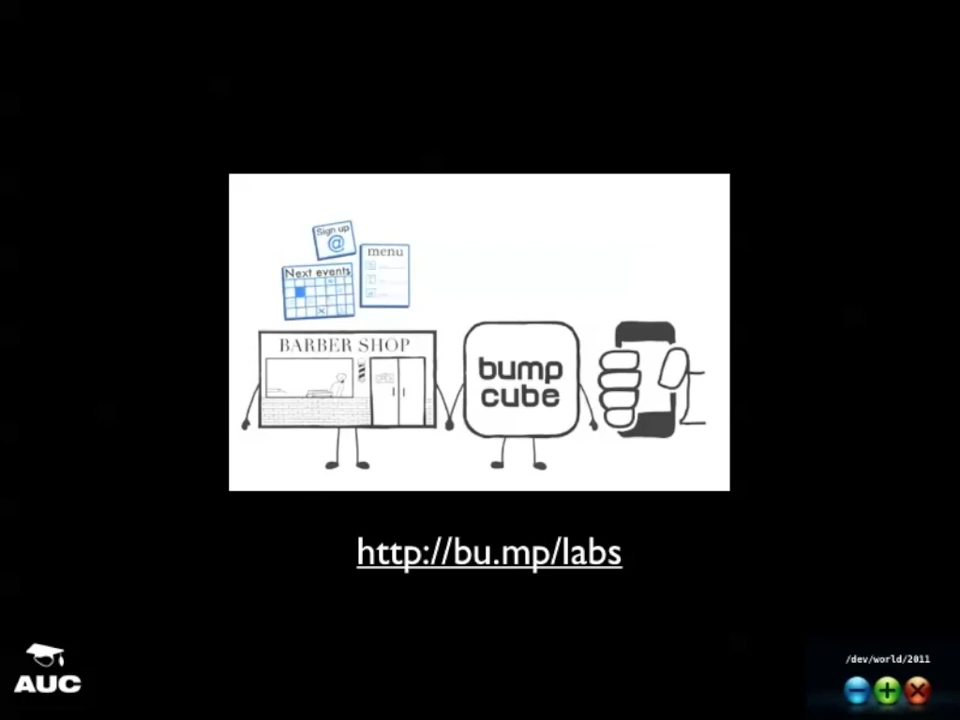 Sign up
@
menu
Next events
BARBER SHOP
bump
cube
http://bu.mp/labs
AUC
/dev/world/2011